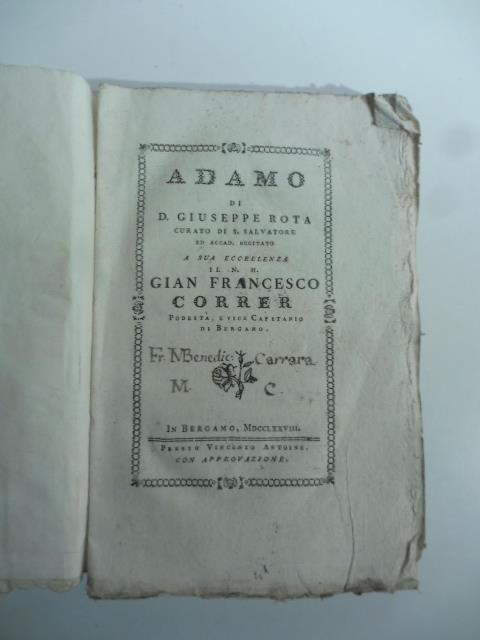 ADAMO
DI
D. GIUSEPPE ROTA
CURATO DI S. SALVATORE
ED ACCAD. ECCITATO
A SUA ECCELLENZA
IL N. H.
GIAN FRANCESCO
CORRER
PODESTÀ, E VICE CAPITANIO
DI BERGAMO.
Fr. M Benedic: Carrara
M. C.
IN BERGAMO, MDCCLXXVIII.
PRESSO VINCENZO ANTOINE.
CON APPROVAZIONE.